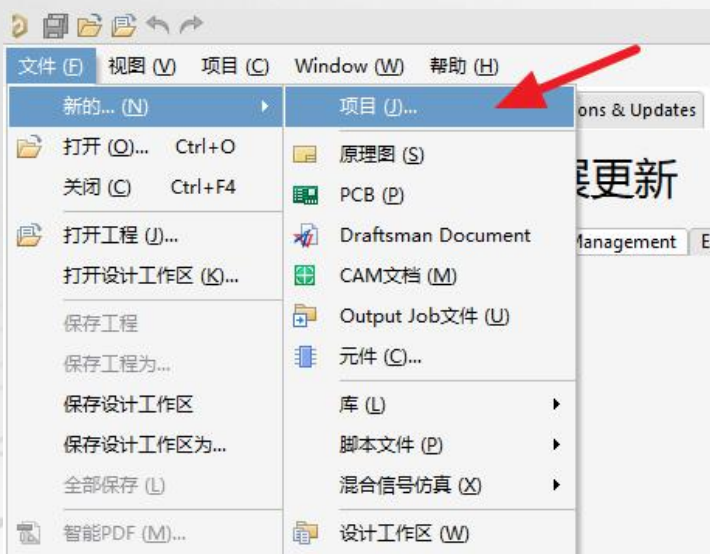 文件 (F) 视图 (V) 项目 (C) Window (W) 帮助 (H)
新的... (N)
打开 (O)... Ctrl+O
关闭 (C) Ctrl+F4
打开工程 (J)...
打开设计工作区 (K)...
保存工程
保存工程为...
保存设计工作区
保存设计工作区为...
全部保存 (L)
智能PDF (M)...
项目 (J)...
原理图 (S)
PCB (P)
Draftsman Document
CAM文档 (M)
Output Job文件 (U)
元件 (C)...
库 (L)
脚本文件 (P)
混合信号仿真 (X)
设计工作区 (W)
ons & Updates
更新
Management E